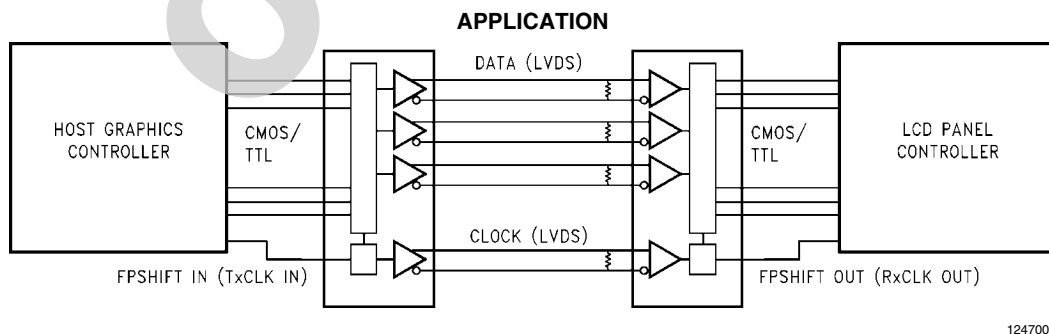 APPLICATION
DATA (LVDS)
HOST GRAPHICS
CONTROLLER
CMOS/
TTL
CMOS/
TTL
LCD PANEL
CONTROLLER
CLOCK (LVDS)
FPSHIFT IN (TxCLK IN)
FPSHIFT OUT (RxCLK OUT)
124700